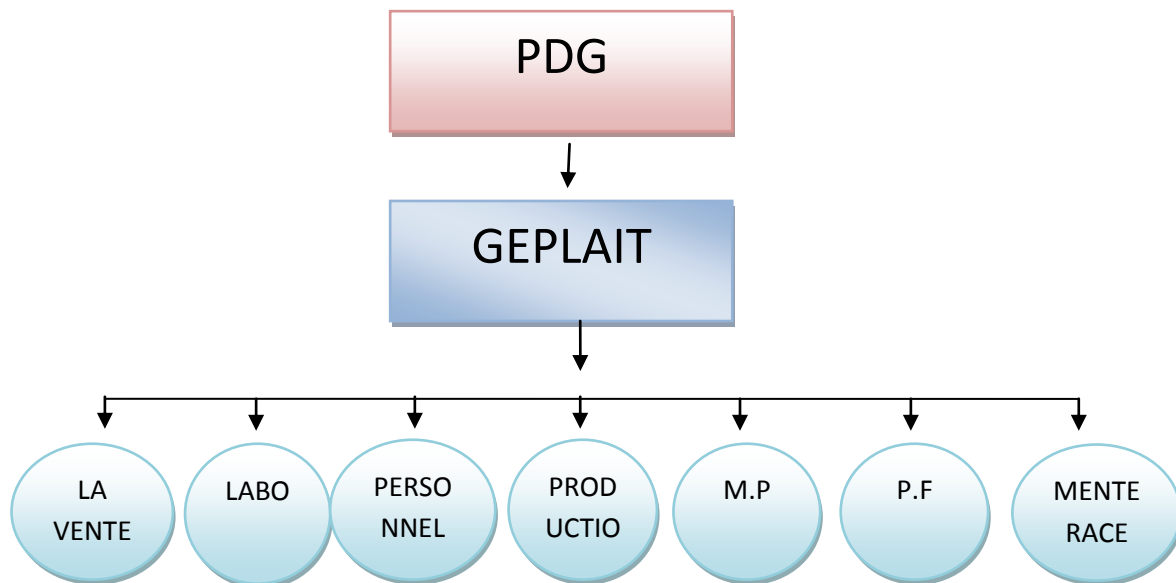 PDG
GEPLAIT
LA
VENTE
LABO
PERSO
NNEL
PROD
UCTIO
M.P
P.F
MENTE
RACE